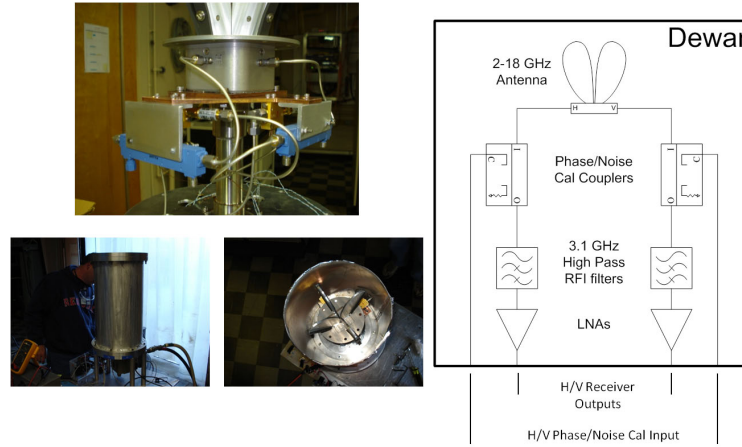 Dewar
2-18 GHz
Antenna
H V
I I
C C
Phase/Noise
Cal Couplers
O O
3.1 GHz
High Pass
RFI filters
LNAs
H/V Receiver
Outputs
H/V Phase/Noise Cal Input